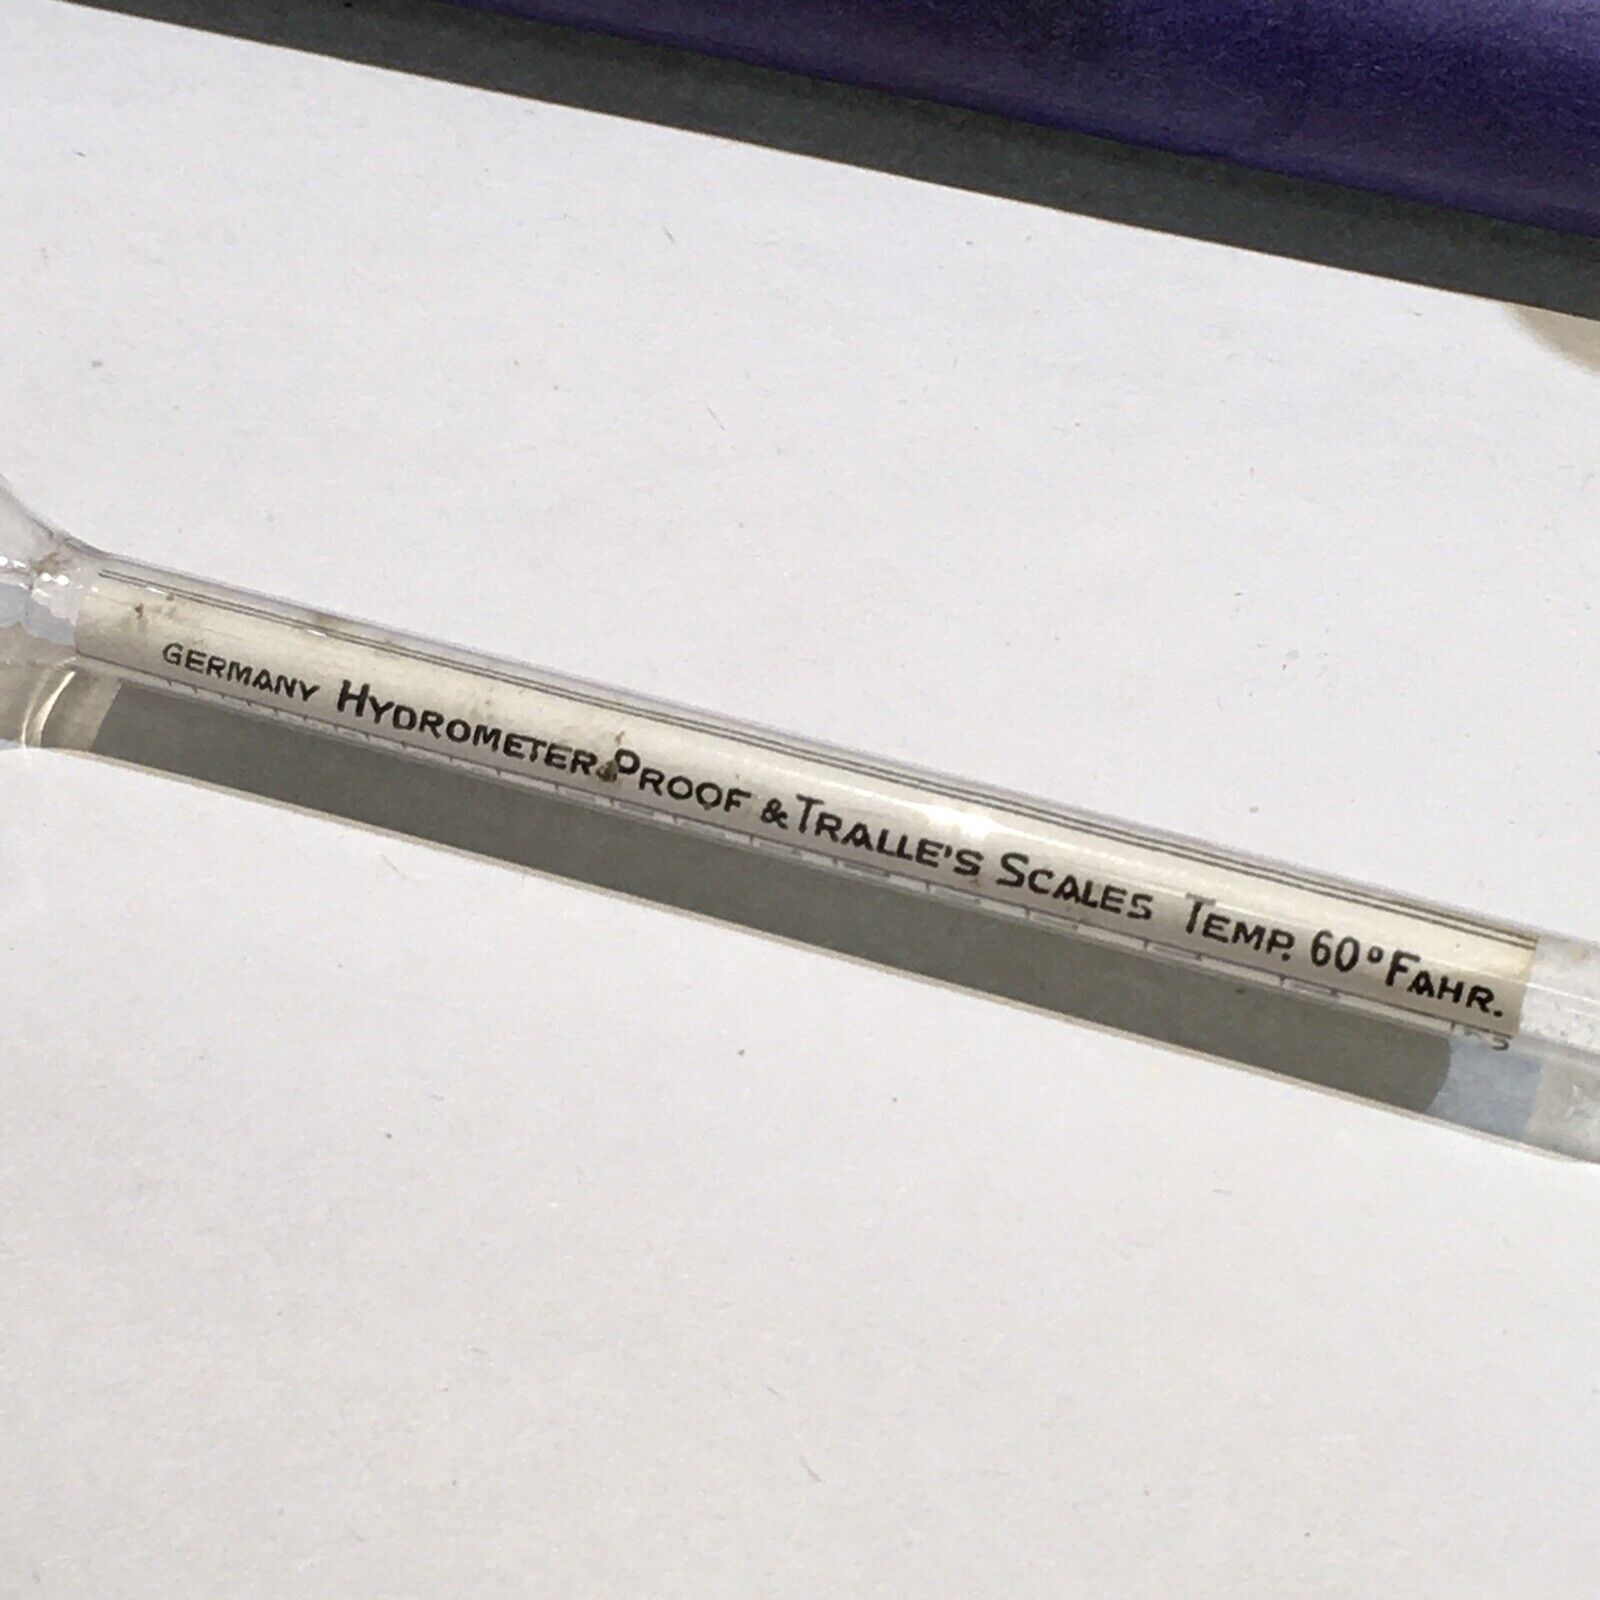 GERMANY HYDROMETER PROOF & TRALLE'S SCALES TEMP. 60° FAHR.